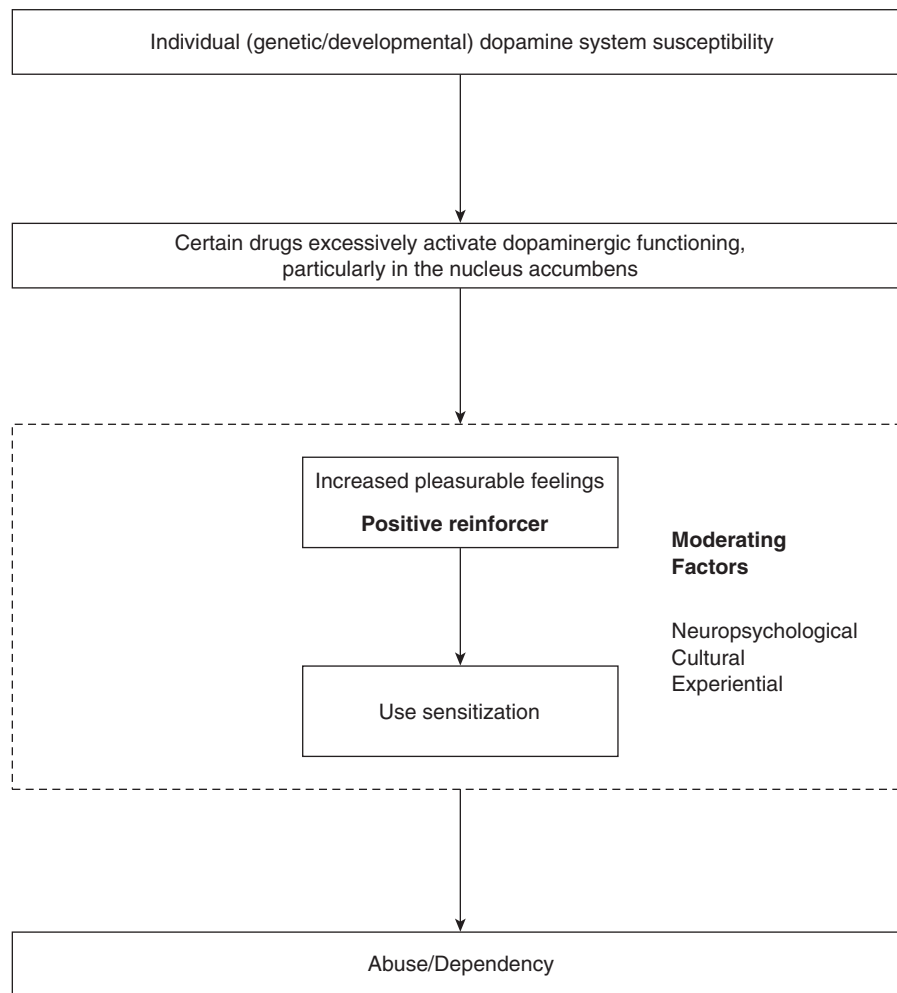 Individual (genetic/developmental) dopamine system susceptibility
Certain drugs excessively activate dopaminergic functioning,
particularly in the nucleus accumbens
Increased pleasurable feelings
Positive reinforcer
Moderating
Factors
Neuropsychological
Cultural
Experiential
Use sensitization
Abuse/Dependency